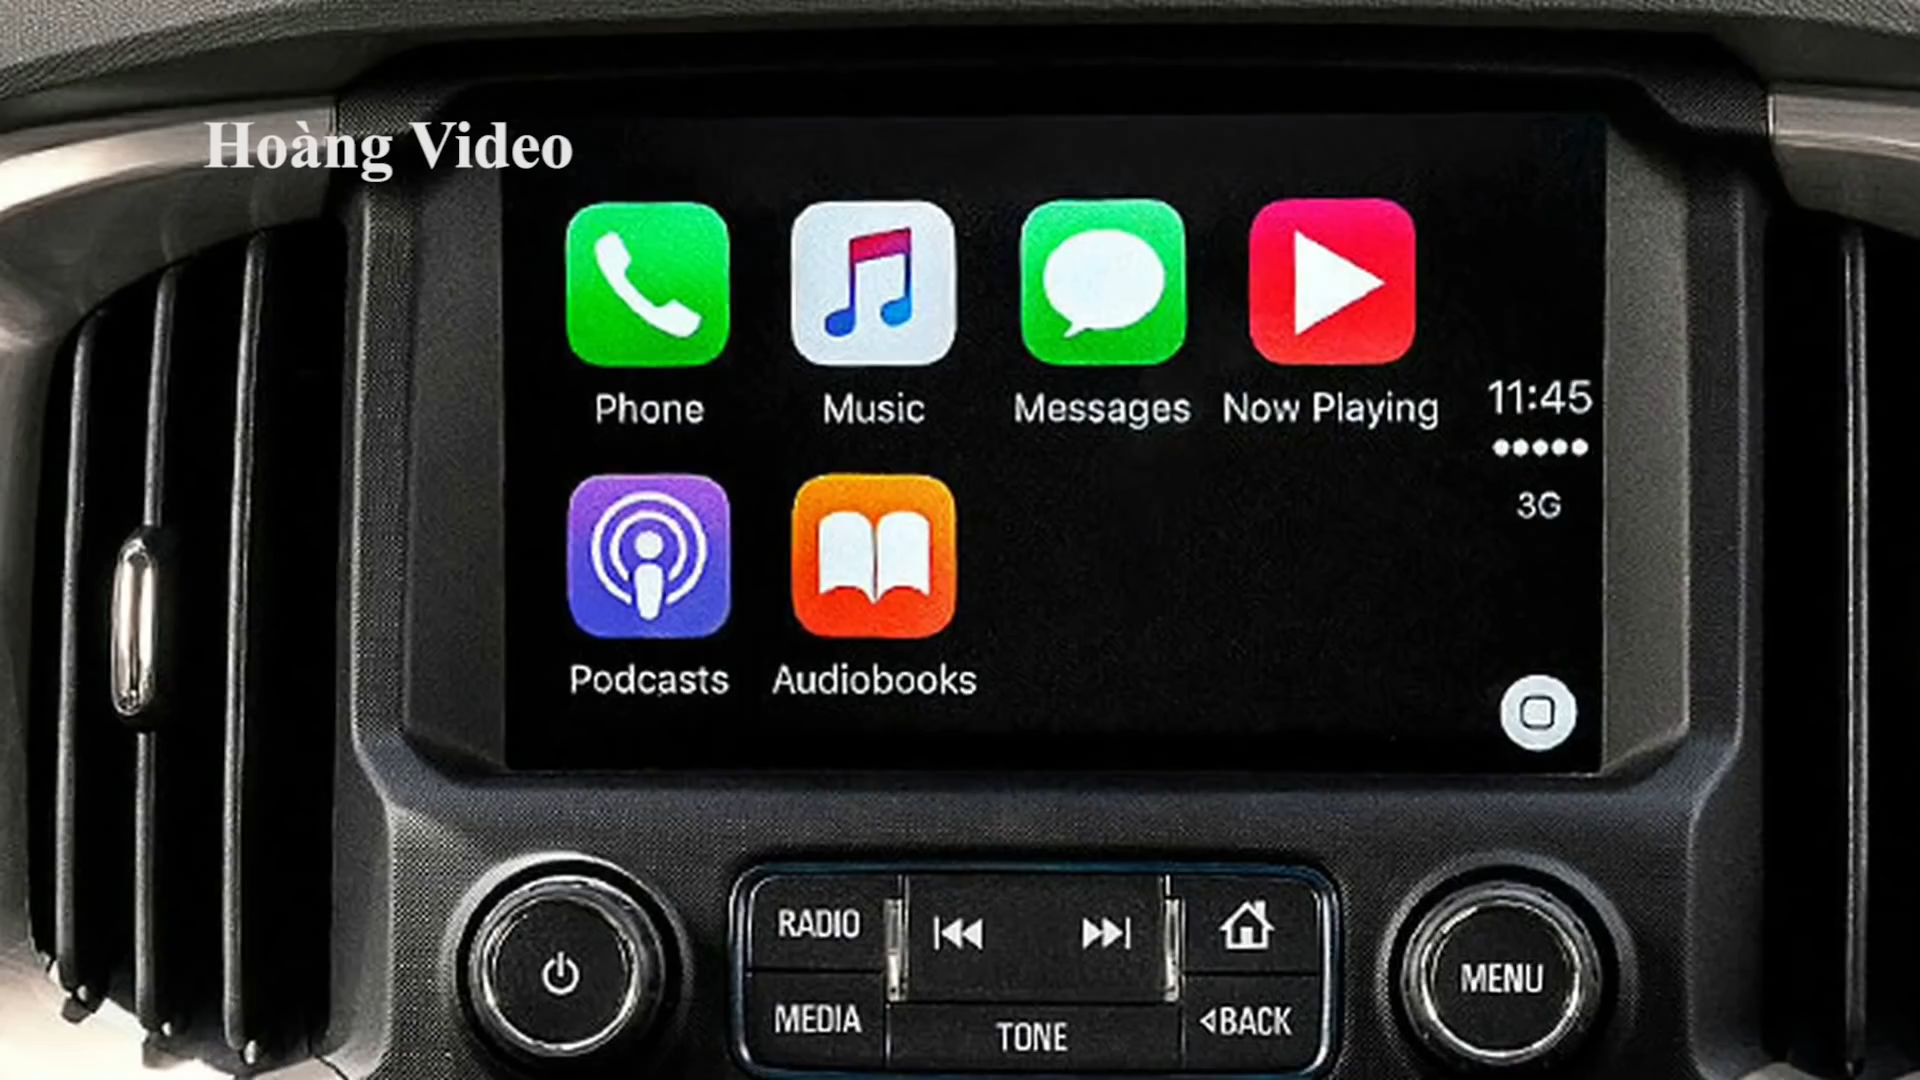 Hoàng Video
Phone
Music
Messages
Now Playing
11:45
3G
Podcasts
Audiobooks
RADIO
MEDIA
TONE
◃BACK
MENU